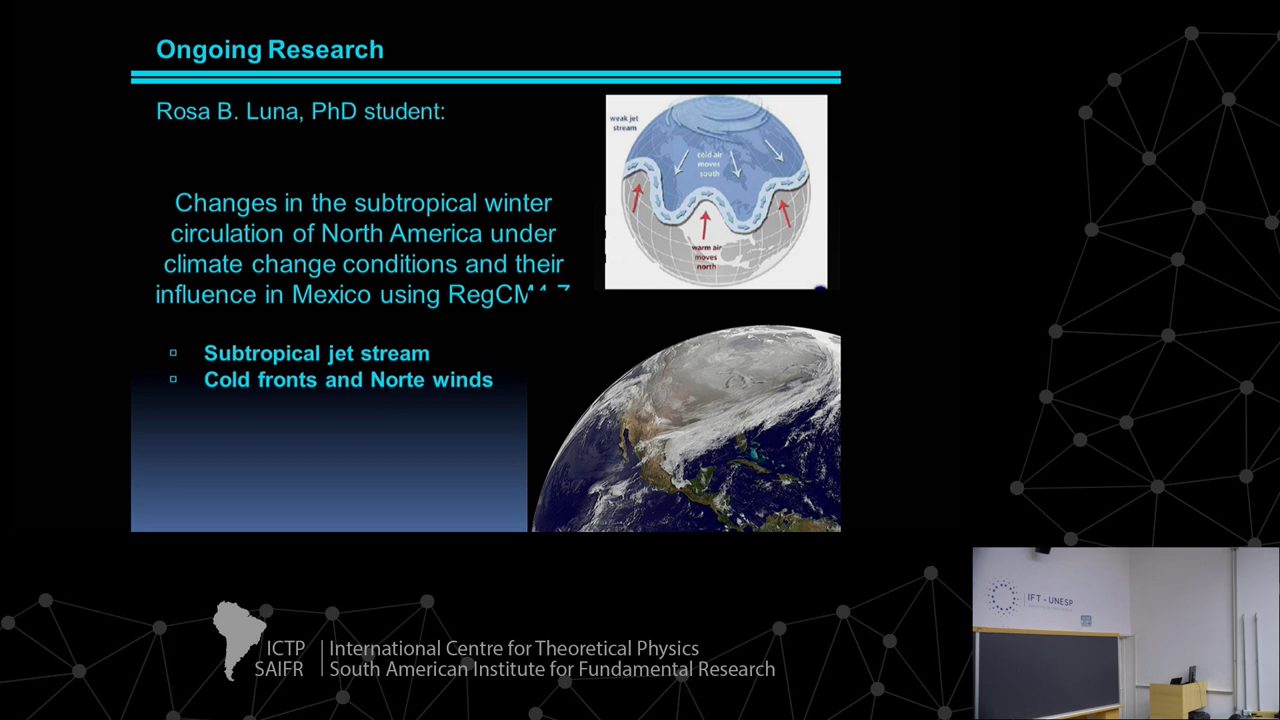 Ongoing Research
Rosa B. Luna, PhD student:
Changes in the subtropical winter
circulation of North America under
climate change conditions and their
influence in Mexico using
Subtropical jet stream
Cold fronts and Norte winds
weak jet
stream
cold air
moves
south
warm air
moves
north
IFT - UNESP
ICTP
SAIFR
International Centre for Theoretical Physics
South American Institute for Fundamental Research